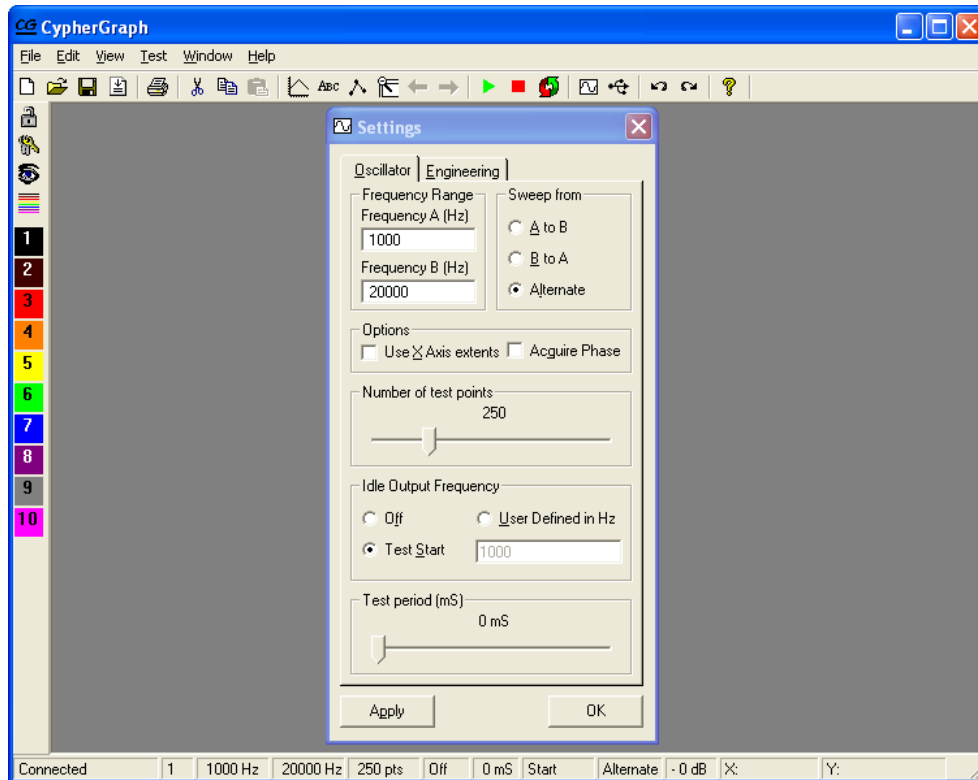 CG CypherGraph
File Edit View Test Window Help
ABC
Settings
Oscillator Engineering
Frequency Range
Frequency A (Hz)
1000
Frequency B (Hz)
20000
Sweep from
A to B
B to A
Alternate
Options
Use X Axis extents Acquire Phase
Number of test points
250
Idle Output Frequency
Off User Defined in Hz
Test Start 1000
Test period (mS)
0 mS
Apply OK
1
2
3
4
5
6
7
8
9
10
Connected 1 1000 Hz 20000 Hz 250 pts Off 0 mS Start Alternate - 0 dB X: Y: